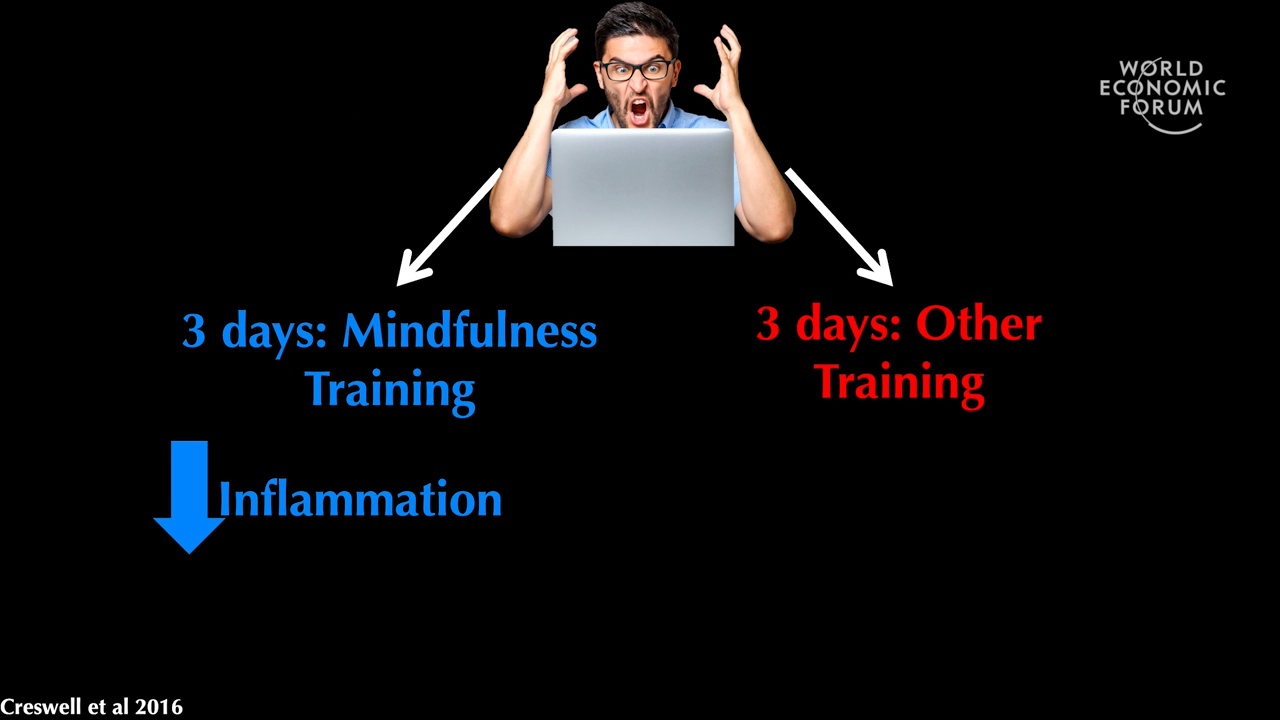 WORLD
ECONOMIC
FORUM
3 days: Mindfulness
Training
3 days: Other
Training
Inflammation
Creswell et al 2016